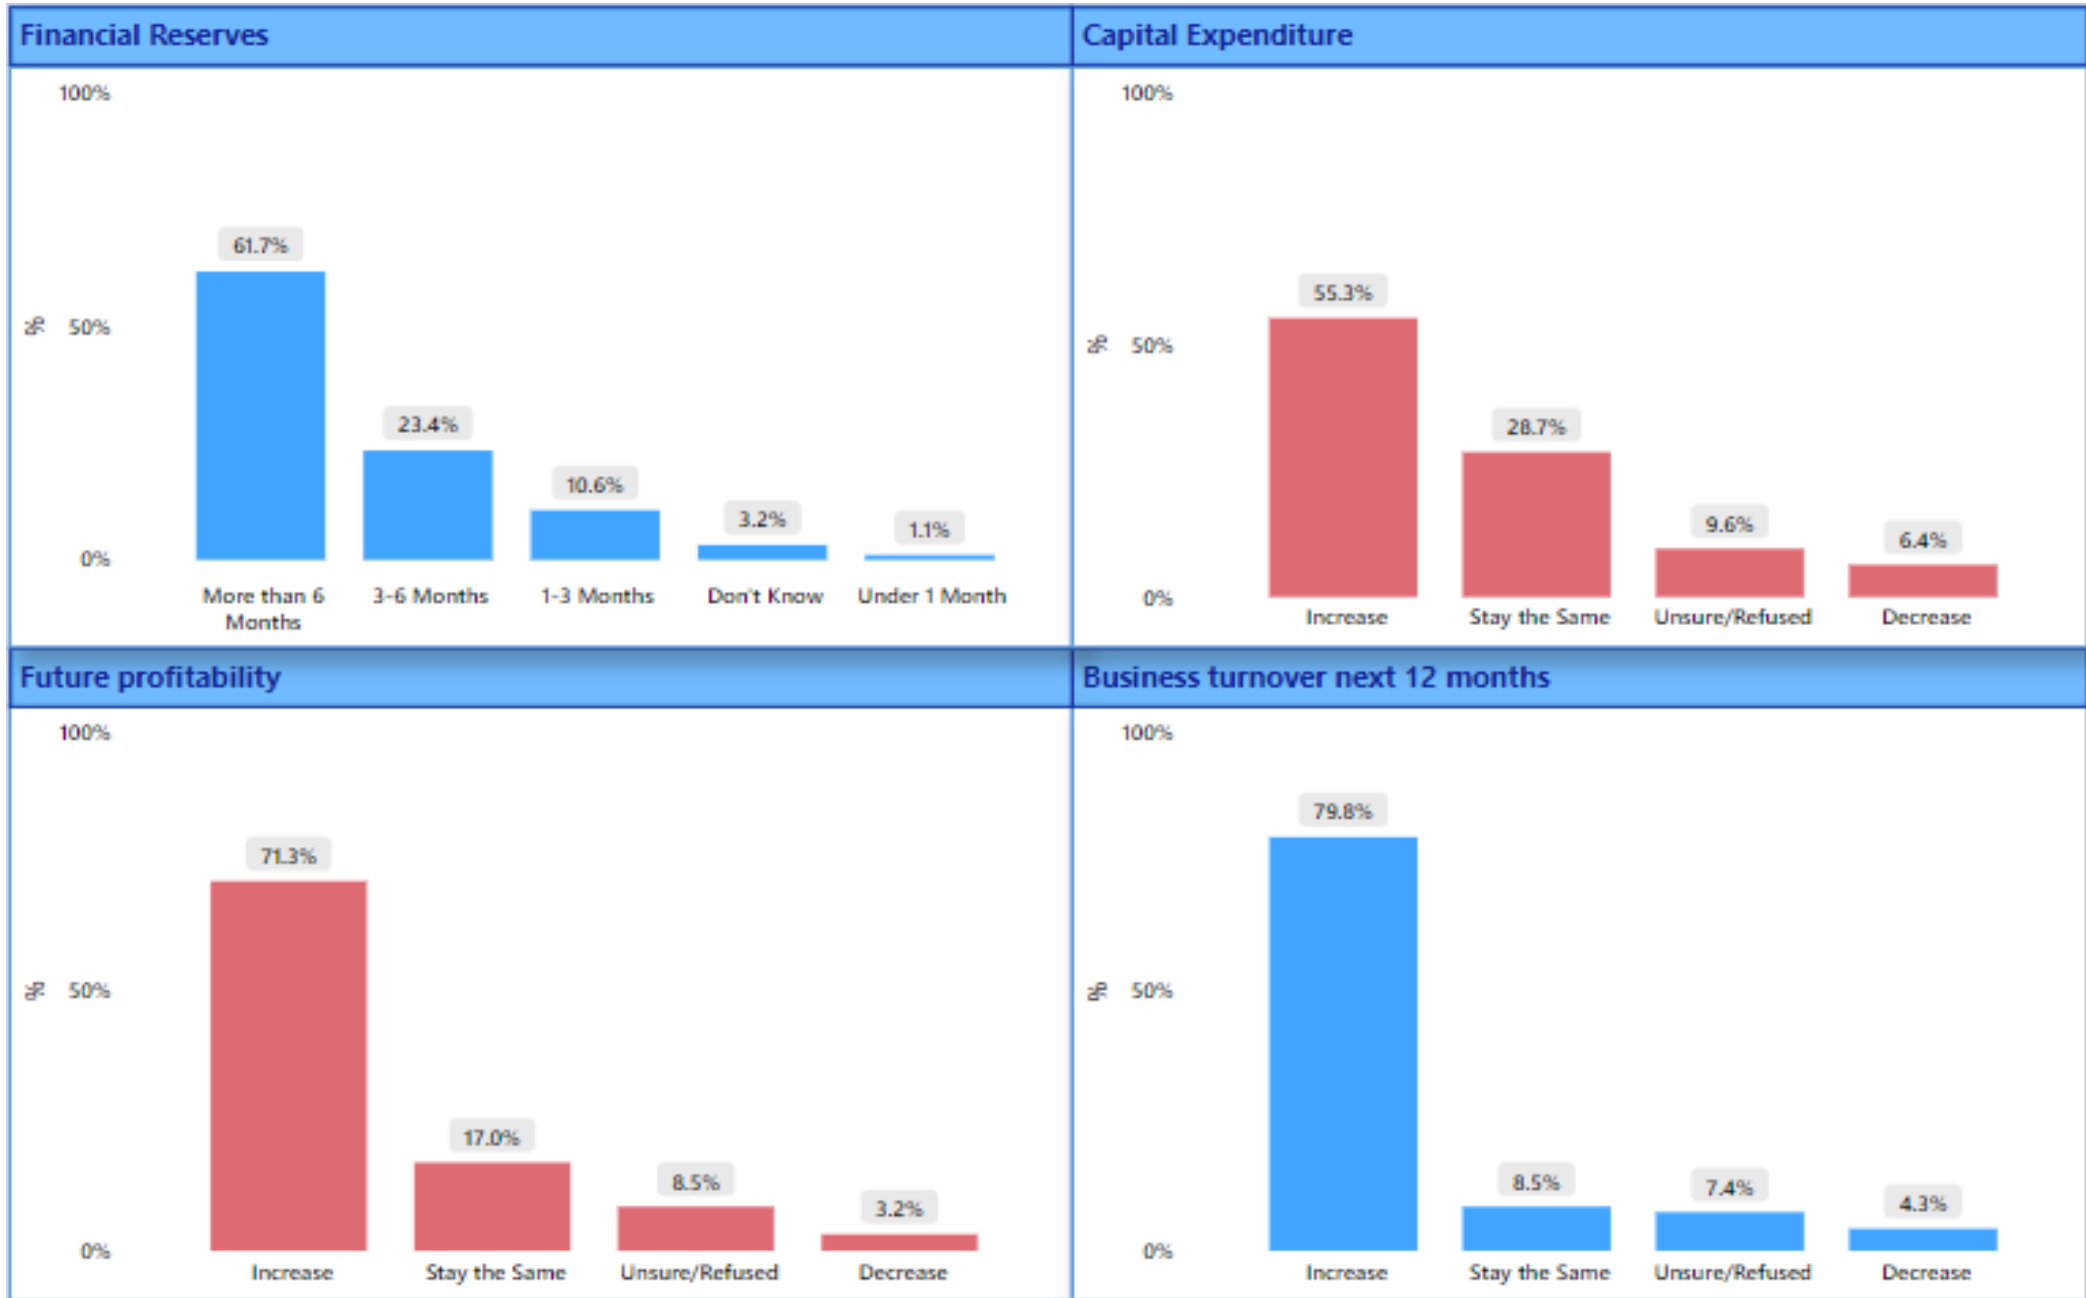 Financial Reserves
100%
61.7%
%
50%
23.4%
10.6%
3.2%
1.1%
0%
More than 6
Months
3-6 Months
1-3 Months
Don't Know
Under 1 Month
Capital Expenditure
100%
55.3%
%
50%
28.7%
9.6%
6.4%
0%
Increase
Stay the Same
Unsure/Refused
Decrease
Future profitability
100%
71.3%
%
50%
17.0%
8.5%
3.2%
0%
Increase
Stay the Same
Unsure/Refused
Decrease
Business turnover next 12 months
100%
79.8%
%
50%
8.5%
7.4%
4.3%
0%
Increase
Stay the Same
Unsure/Refused
Decrease